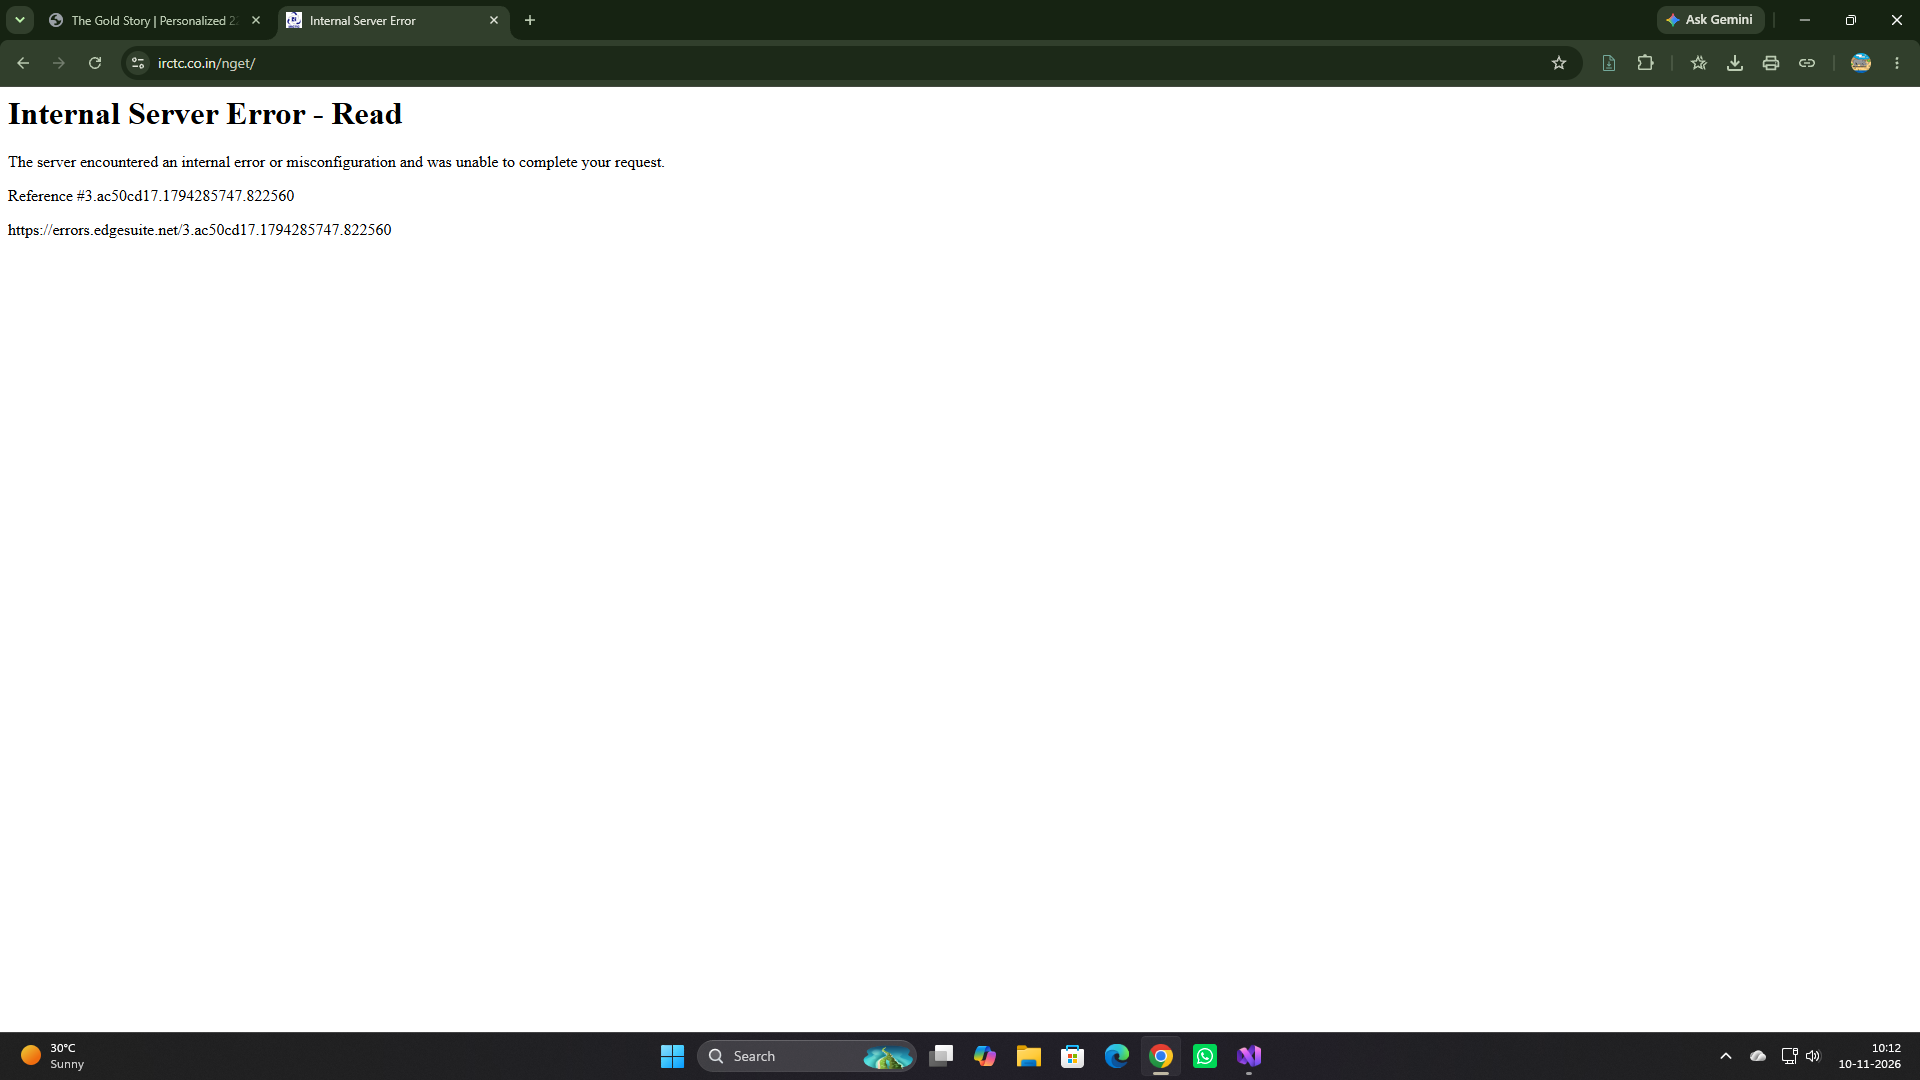 The Gold Story | Personalized 2
Internal Server Error
Ask Gemini
irctc.co.in/nget/
Internal Server Error - Read
The server encountered an internal error or misconfiguration and was unable to complete your request.
Reference #3.ac50cd17.1794285747.822560
https://errors.edgesuite.net/3.ac50cd17.1794285747.822560
30°C
Sunny
Search
10:12
10-11-2026